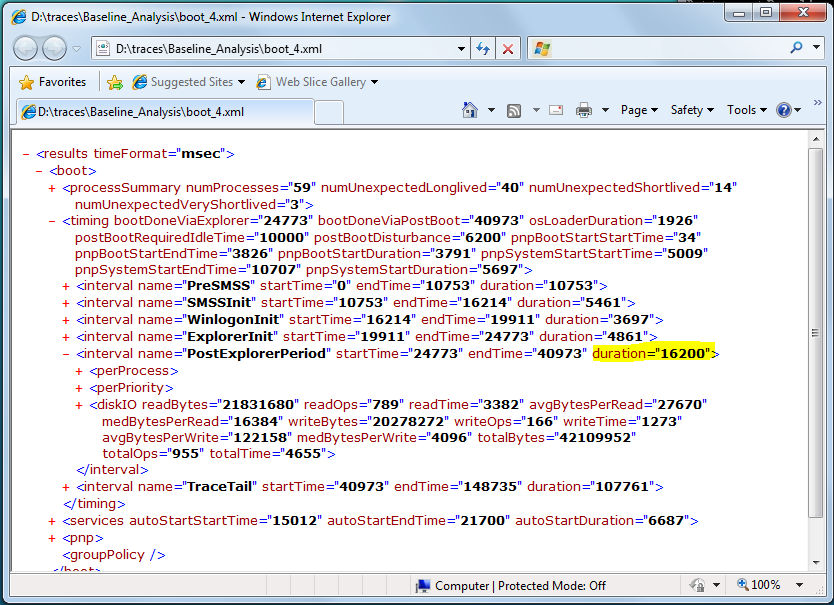 D:\traces\Baseline_Analysis\boot_4.xml - Windows Internet Explorer
D:\traces\Baseline_Analysis\boot_4.xml
Favorites Suggested Sites Web Slice Gallery
D:\traces\Baseline_Analysis\boot_4.xml Page Safety Tools »
- <results timeFormat="msec">
- <boot>
+ <processSummary numProcesses="59" numUnexpectedLonglived="40" numUnexpectedShortlived="14"
numUnexpectedVeryShortlived="3">
- <timing bootDoneViaExplorer="24773" bootDoneViaPostBoot="40973" osLoaderDuration="1926"
postBootRequiredIdleTime="10000" postBootDisturbance="6200" pnpBootStartStartTime="34"
pnpBootStartEndTime="3826" pnpBootStartDuration="3791" pnpSystemStartStartTime="5009"
pnpSystemStartEndTime="10707" pnpSystemStartDuration="5697">
+ <interval name="PreSMSS" startTime="0" endTime="10753" duration="10753">
+ <interval name="SMSSInit" startTime="10753" endTime="16214" duration="5461">
+ <interval name="WinlogonInit" startTime="16214" endTime="19911" duration="3697">
+ <interval name="ExplorerInit" startTime="19911" endTime="24773" duration="4861">
- <interval name="PostExplorerPeriod" startTime="24773" endTime="40973" duration="16200">
+ <perProcess>
+ <perPriority>
+ <diskIO readBytes="21831680" readOps="789" readTime="3382" avgBytesPerRead="27670"
medBytesPerRead="16384" writeBytes="20278272" writeOps="166" writeTime="1273"
avgBytesPerWrite="122158" medBytesPerWrite="4096" totalBytes="42109952"
totalOps="955" totalTime="4655">
</interval>
+ <interval name="TraceTail" startTime="40973" endTime="148735" duration="107761">
</timing>
+ <services autoStartStartTime="15012" autoStartEndTime="21700" autoStartDuration="6687">
+ <pnp>
<groupPolicy />
</boot>
Computer | Protected Mode: Off 100%